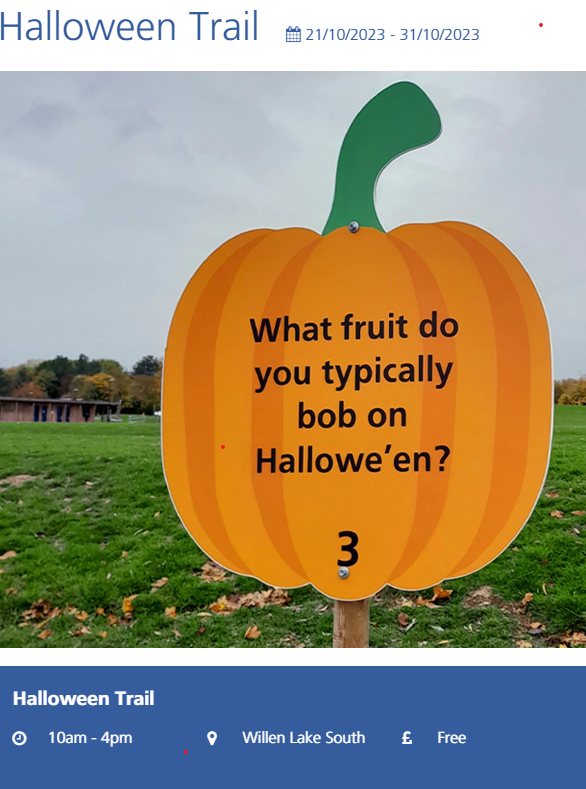 Halloween Trail 21/10/2023 - 31/10/2023
What fruit do
you typically
bob on
Hallowe'en?
3
Halloween Trail
10am - 4pm Willen Lake South £ Free